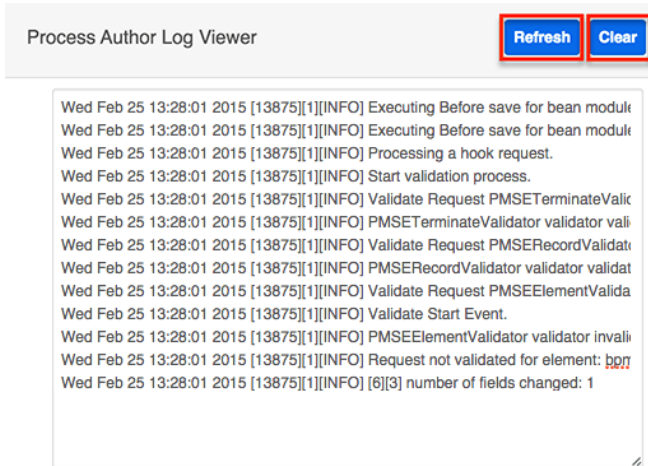 Process Author Log Viewer Refresh Clear
Wed Feb 25 13:28:01 2015 [13875][1][INFO] Executing Before save for bean module
Wed Feb 25 13:28:01 2015 [13875][1][INFO] Executing Before save for bean module
Wed Feb 25 13:28:01 2015 [13875][1][INFO] Processing a hook request.
Wed Feb 25 13:28:01 2015 [13875][1][INFO] Start validation process.
Wed Feb 25 13:28:01 2015 [13875][1][INFO] Validate Request PMSETerminateValid
Wed Feb 25 13:28:01 2015 [13875][1][INFO] PMSETerminateValidator validator vali
Wed Feb 25 13:28:01 2015 [13875][1][INFO] Validate Request PMSERecordValidato
Wed Feb 25 13:28:01 2015 [13875][1][INFO] PMSERecordValidator validator validat
Wed Feb 25 13:28:01 2015 [13875][1][INFO] Validate Request PMSEElementValida
Wed Feb 25 13:28:01 2015 [13875][1][INFO] Validate Start Event.
Wed Feb 25 13:28:01 2015 [13875][1][INFO] PMSEElementValidator validator invali
Wed Feb 25 13:28:01 2015 [13875][1][INFO] Request not validated for element: bpm
Wed Feb 25 13:28:01 2015 [13875][1][INFO] [6][3] number of fields changed: 1